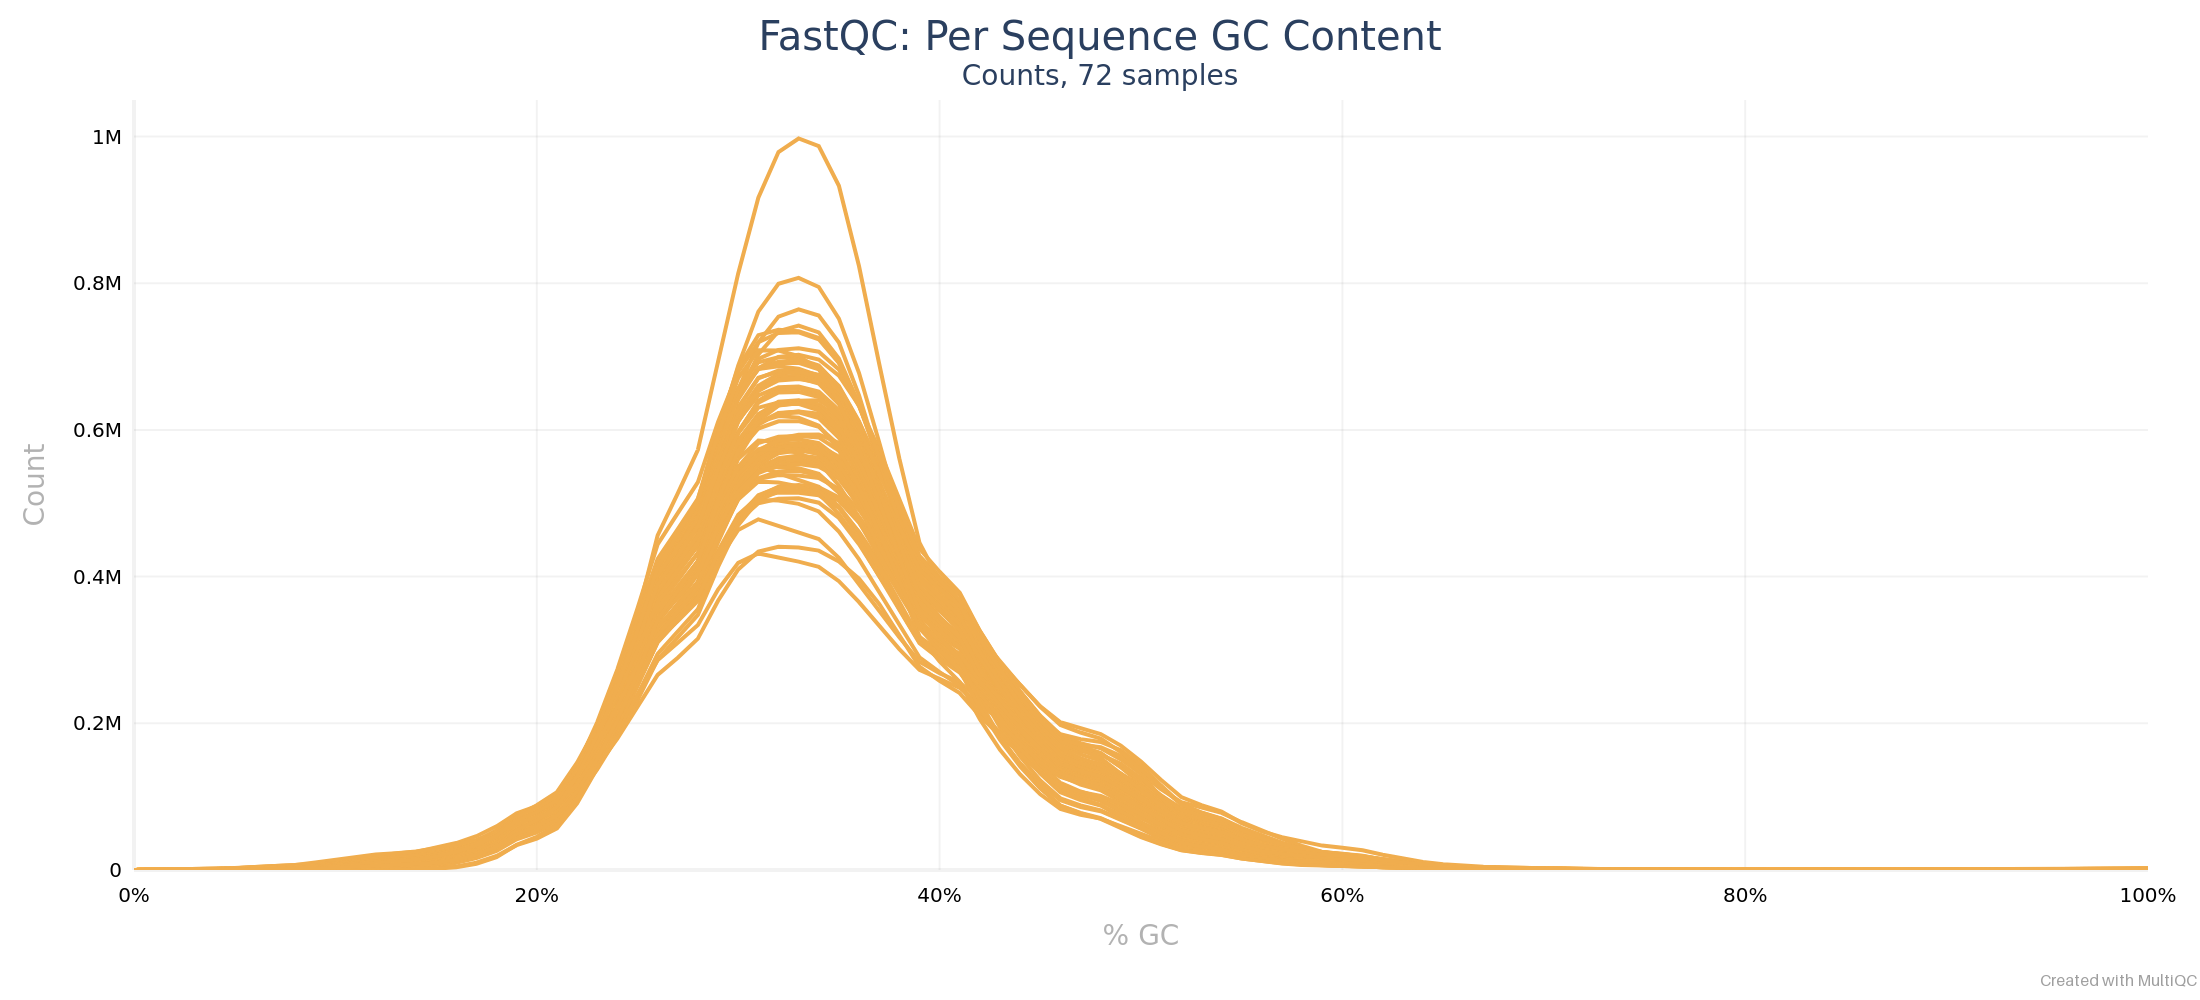 FastQC: Per Sequence GC Content
Counts, 72 samples
1M
0.8M
0.6M
0.4M
0.2M
0
Count
0%
20%
40%
60%
80%
100%
% GC
Created with MultiQC